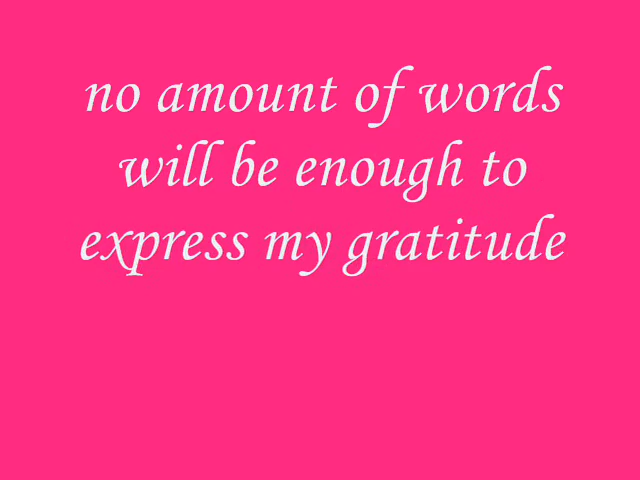 no amount of words
will be enough to
express my gratitude